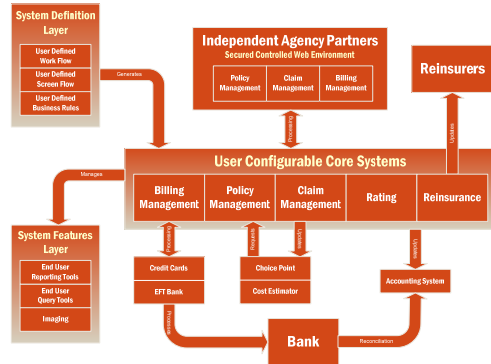 System Definition
Layer
User Defined
Work Flow
User Defined
Screen Flow
User Defined
Business Rules
Generates
Independent Agency Partners
Secured Controlled Web Environment
Policy
Management
Claim
Management
Billing
Management
Reinsurers
Processing
Updates
User Configurable Core Systems
Billing
Management
Policy
Management
Claim
Management
Rating
Reinsurance
Manages
System Features
Layer
End User
Reporting Tools
End User
Query Tools
Imaging
Processing
Requests
Updates
Updates
Credit Cards
EFT Bank
Choice Point
Cost Estimator
Accounting System
Process
Bank
Reconciliation